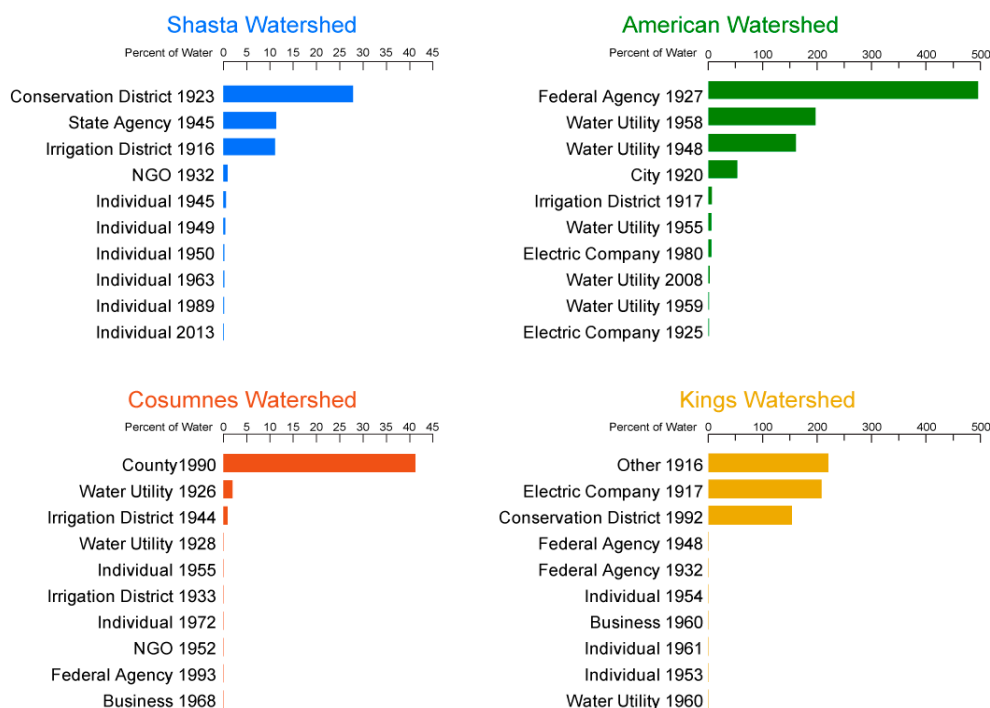 Shasta Watershed
Percent of Water 0 5 10 15 20 25 30 35 40 45
Conservation District 1923
State Agency 1945
Irrigation District 1916
NGO 1932
Individual 1945
Individual 1949
Individual 1950
Individual 1963
Individual 1989
Individual 2013
American Watershed
Percent of Water 0 100 200 300 400 500
Federal Agency 1927
Water Utility 1958
Water Utility 1948
City 1920
Irrigation District 1917
Water Utility 1955
Electric Company 1980
Water Utility 2008
Water Utility 1959
Electric Company 1925
Cosumnes Watershed
Percent of Water 0 5 10 15 20 25 30 35 40 45
County1990
Water Utility 1926
Irrigation District 1944
Water Utility 1928
Individual 1955
Irrigation District 1933
Individual 1972
NGO 1952
Federal Agency 1993
Business 1968
Kings Watershed
Percent of Water 0 100 200 300 400 500
Other 1916
Electric Company 1917
Conservation District 1992
Federal Agency 1948
Federal Agency 1932
Individual 1954
Business 1960
Individual 1961
Individual 1953
Water Utility 1960